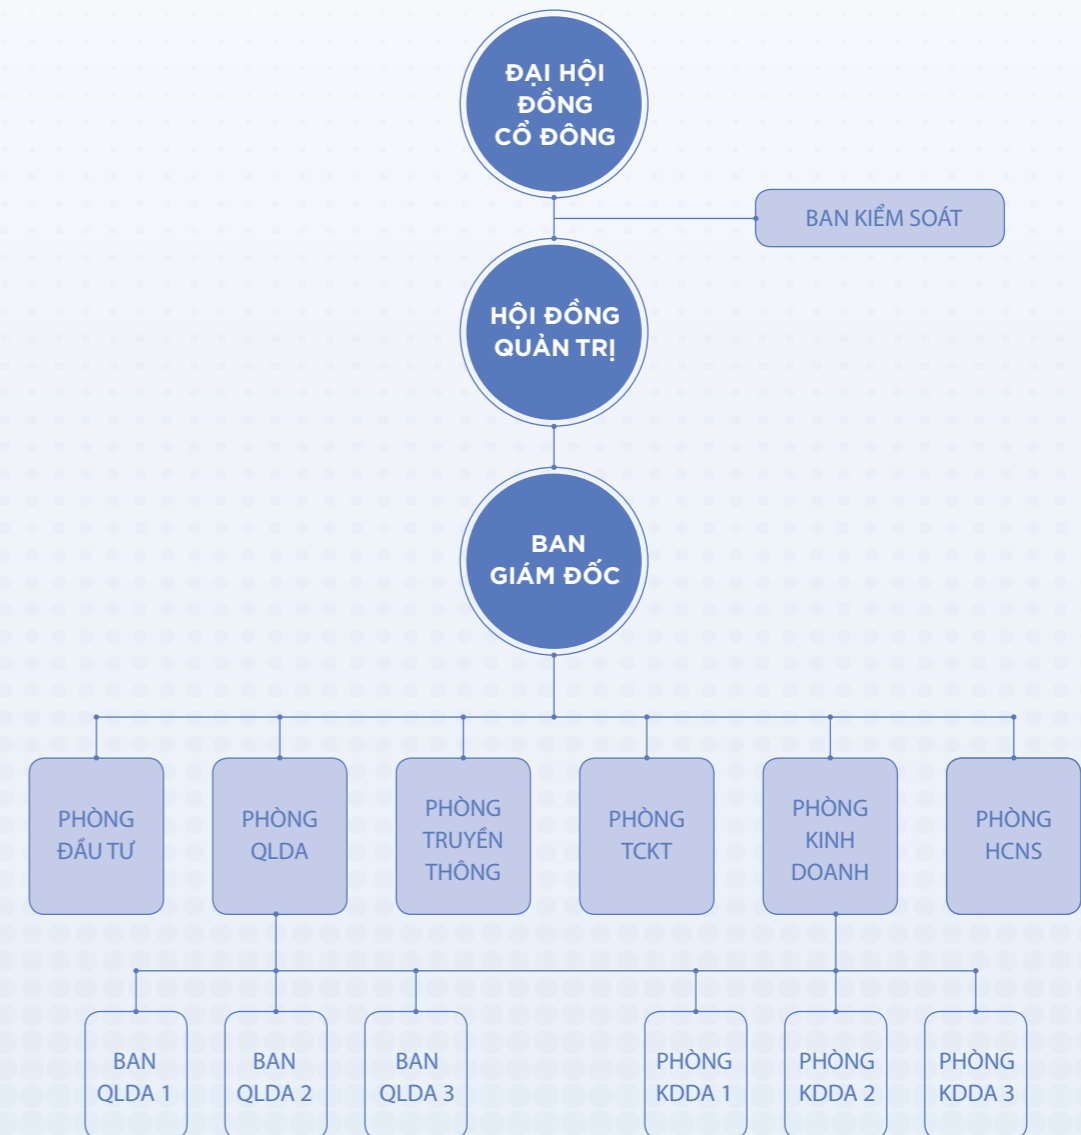 ĐẠI HỘI
ĐỒNG
CỔ ĐÔNG
BAN KIỂM SOÁT
HỘI ĐỒNG
QUẢN TRỊ
BAN
GIÁM ĐỐC
PHÒNG
ĐẦU TƯ
PHÒNG
QLDA
PHÒNG
TRUYỀN
THÔNG
PHÒNG
TCKT
PHÒNG
KINH
DOANH
PHÒNG
HCNS
BAN
QLDA 1
BAN
QLDA 2
BAN
QLDA 3
PHÒNG
KDDA 1
PHÒNG
KDDA 2
PHÒNG
KDDA 3